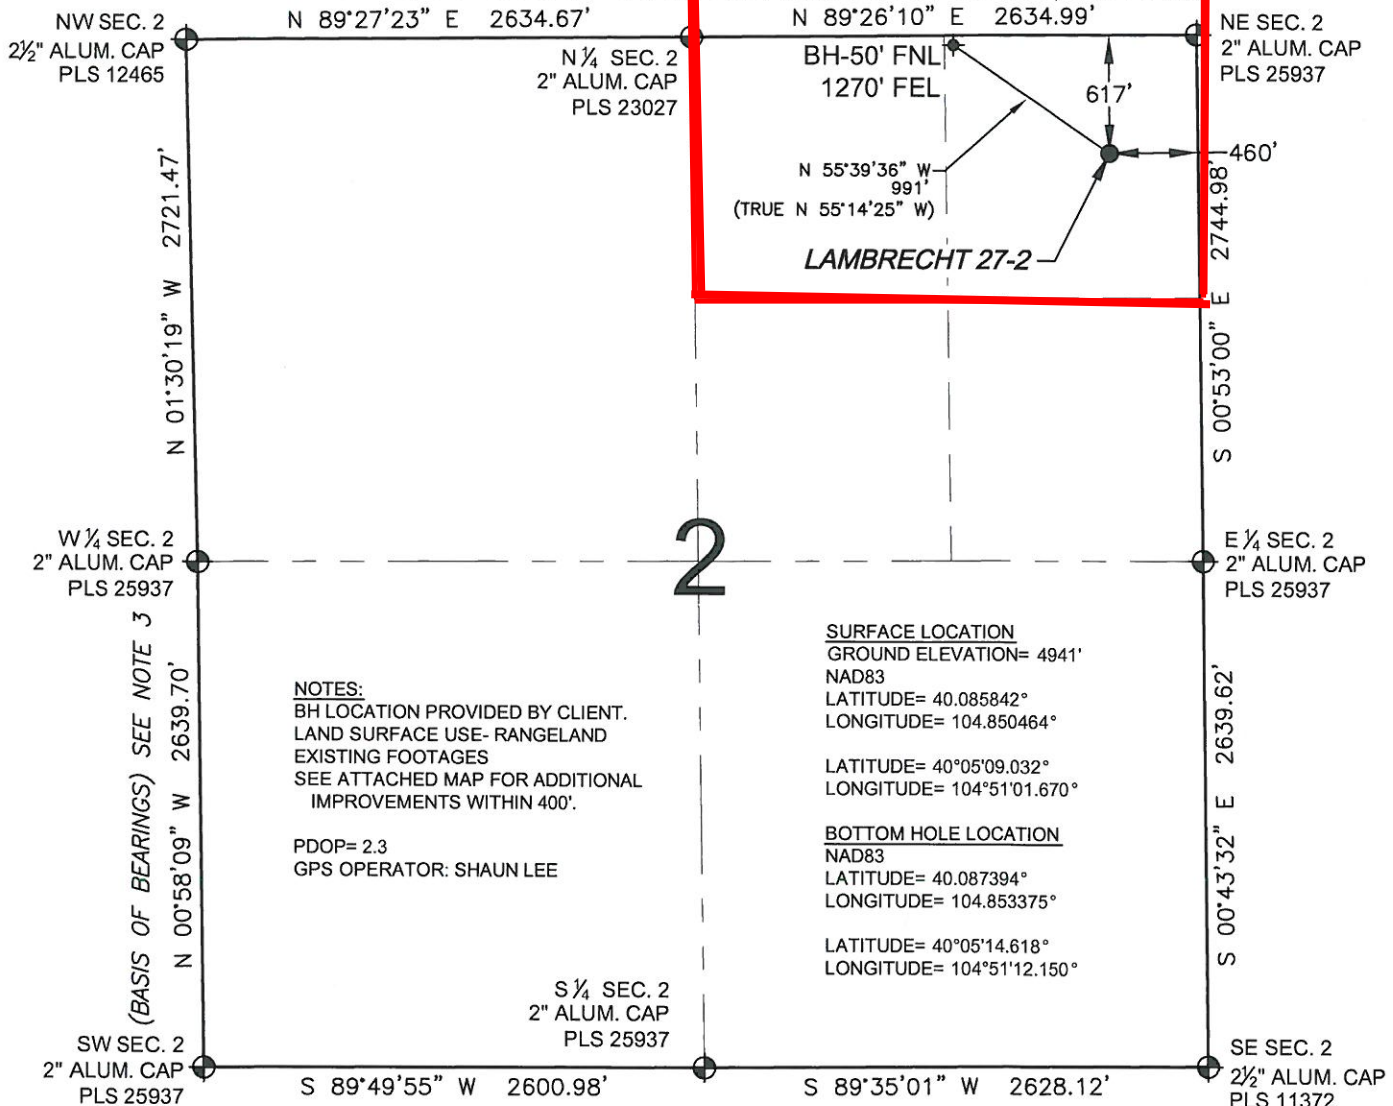 NW SEC. 2
2½" ALUM. CAP
PLS 12465
N 89°27'23" E 2634.67'
N ¼ SEC. 2
2" ALUM. CAP
PLS 23027
N 89°26'10" E 2634.99'
NE SEC. 2
2" ALUM. CAP
PLS 25937
BH-50' FNL
1270' FEL
617'
460'
N 55°39'36" W
991'
(TRUE N 55°14'25" W)
LAMBRECHT 27-2
N 01°30'19" W 2721.47'
S 00°53'00" E 2744.98'
W ¼ SEC. 2
2" ALUM. CAP
PLS 25937
2
E ¼ SEC. 2
2" ALUM. CAP
PLS 25937
(BASIS OF BEARINGS) SEE NOTE 3
N 00°58'09" W 2639.70'
NOTES:
BH LOCATION PROVIDED BY CLIENT.
LAND SURFACE USE- RANGELAND
EXISTING FOOTAGES
SEE ATTACHED MAP FOR ADDITIONAL
IMPROVEMENTS WITHIN 400'.
PDOP= 2.3
GPS OPERATOR: SHAUN LEE
SURFACE LOCATION
GROUND ELEVATION= 4941'
NAD83
LATITUDE= 40.085842°
LONGITUDE= 104.850464°
LATITUDE= 40°05'09.032°
LONGITUDE= 104°51'01.670°
BOTTOM HOLE LOCATION
NAD83
LATITUDE= 40.087394°
LONGITUDE= 104.853375°
LATITUDE= 40°05'14.618°
LONGITUDE= 104°51'12.150°
S 00°43'32" E 2639.62'
SW SEC. 2
2" ALUM. CAP
PLS 25937
S 89°49'55" W 2600.98'
S ¼ SEC. 2
2" ALUM. CAP
PLS 25937
S 89°35'01" W 2628.12'
SE SEC. 2
2½" ALUM. CAP
PLS 11372